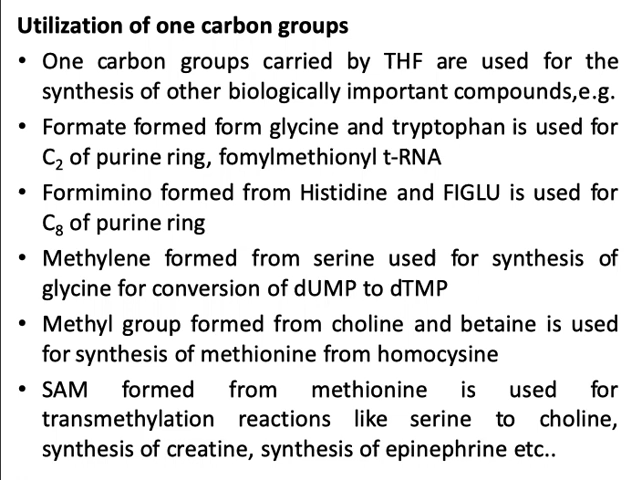 Utilization of one carbon groups
• One carbon groups carried by THF are used for the
synthesis of other biologically important compounds,e.g.
• Formate formed form glycine and tryptophan is used for
C₂ of purine ring, fomylmethionyl t-RNA
• Formimino formed from Histidine and FIGLU is used for
C₈ of purine ring
• Methylene formed from serine used for synthesis of
glycine for conversion of dUMP to dTMP
• Methyl group formed from choline and betaine is used
for synthesis of methionine from homocysine
• SAM formed from methionine is used for
transmethylation reactions like serine to choline,
synthesis of creatine, synthesis of epinephrine etc..